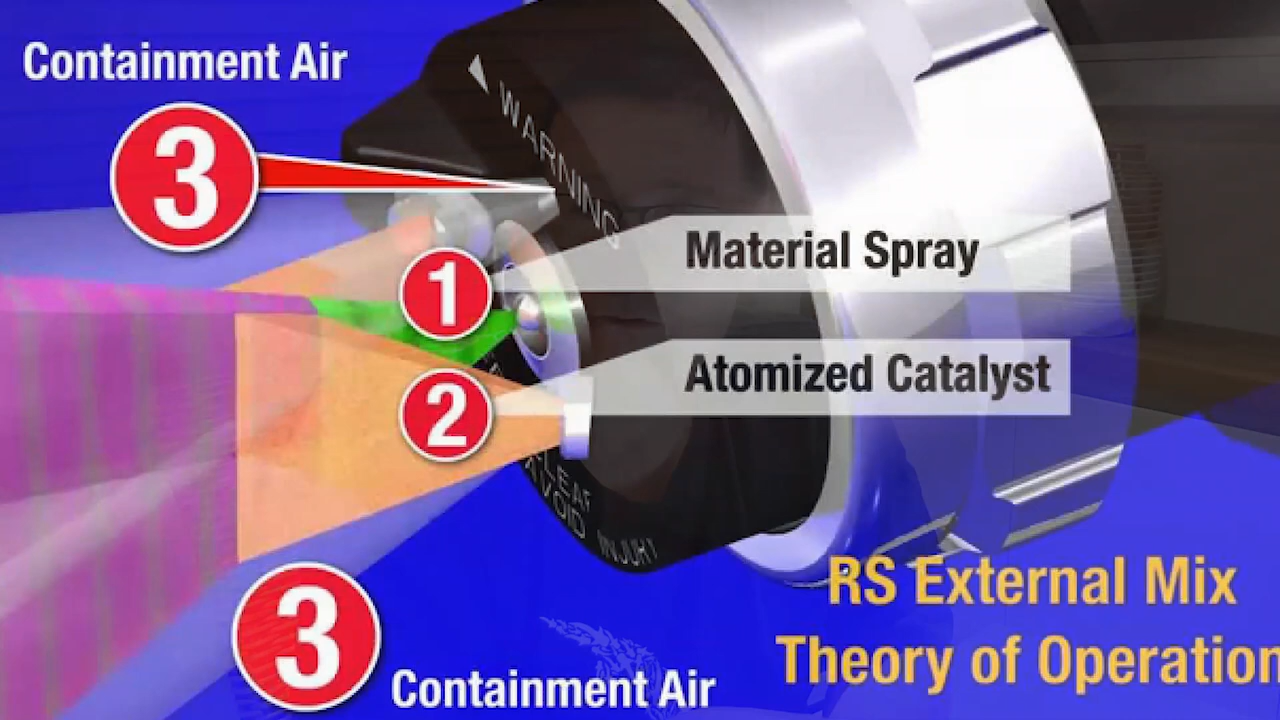 Containment Air
3
WARNING
1
Material Spray
2
Atomized Catalyst
3
Containment Air
RS External Mix
Theory of Operation